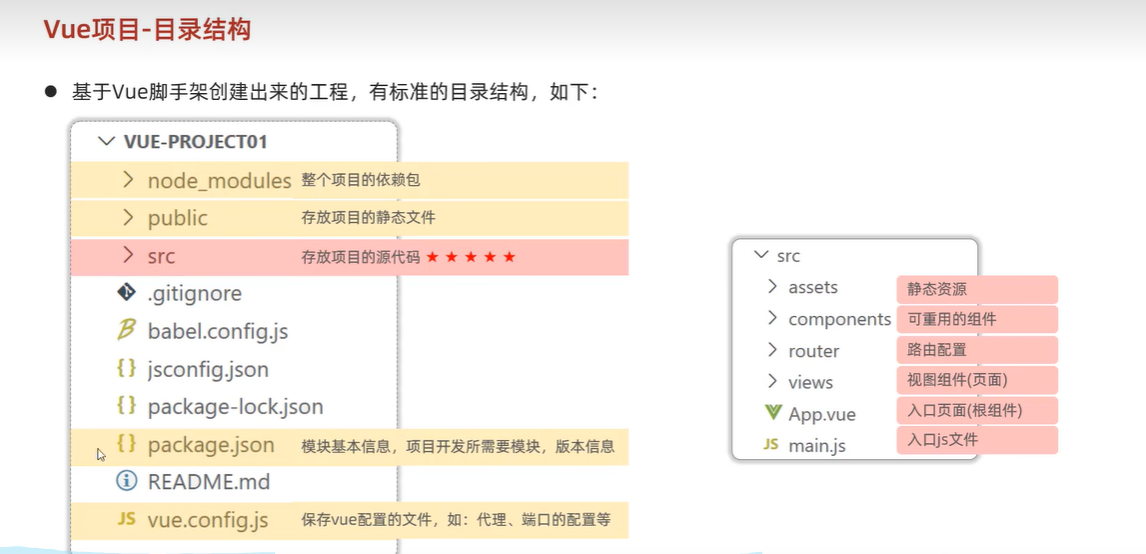 Vue项目-目录结构
基于Vue脚手架创建出来的工程，有标准的目录结构，如下：
VUE-PROJECT01
node_modules 整个项目的依赖包
public 存放项目的静态文件
src 存放项目的源代码 ★ ★ ★ ★ ★
.gitignore
babel.config.js
jsconfig.json
package-lock.json
package.json 模块基本信息，项目开发所需要模块，版本信息
README.md
JS vue.config.js 保存vue配置的文件，如：代理、端口的配置等
src
assets 静态资源
components 可重用的组件
router 路由配置
views 视图组件(页面)
App.vue 入口页面(根组件)
JS main.js 入口js文件